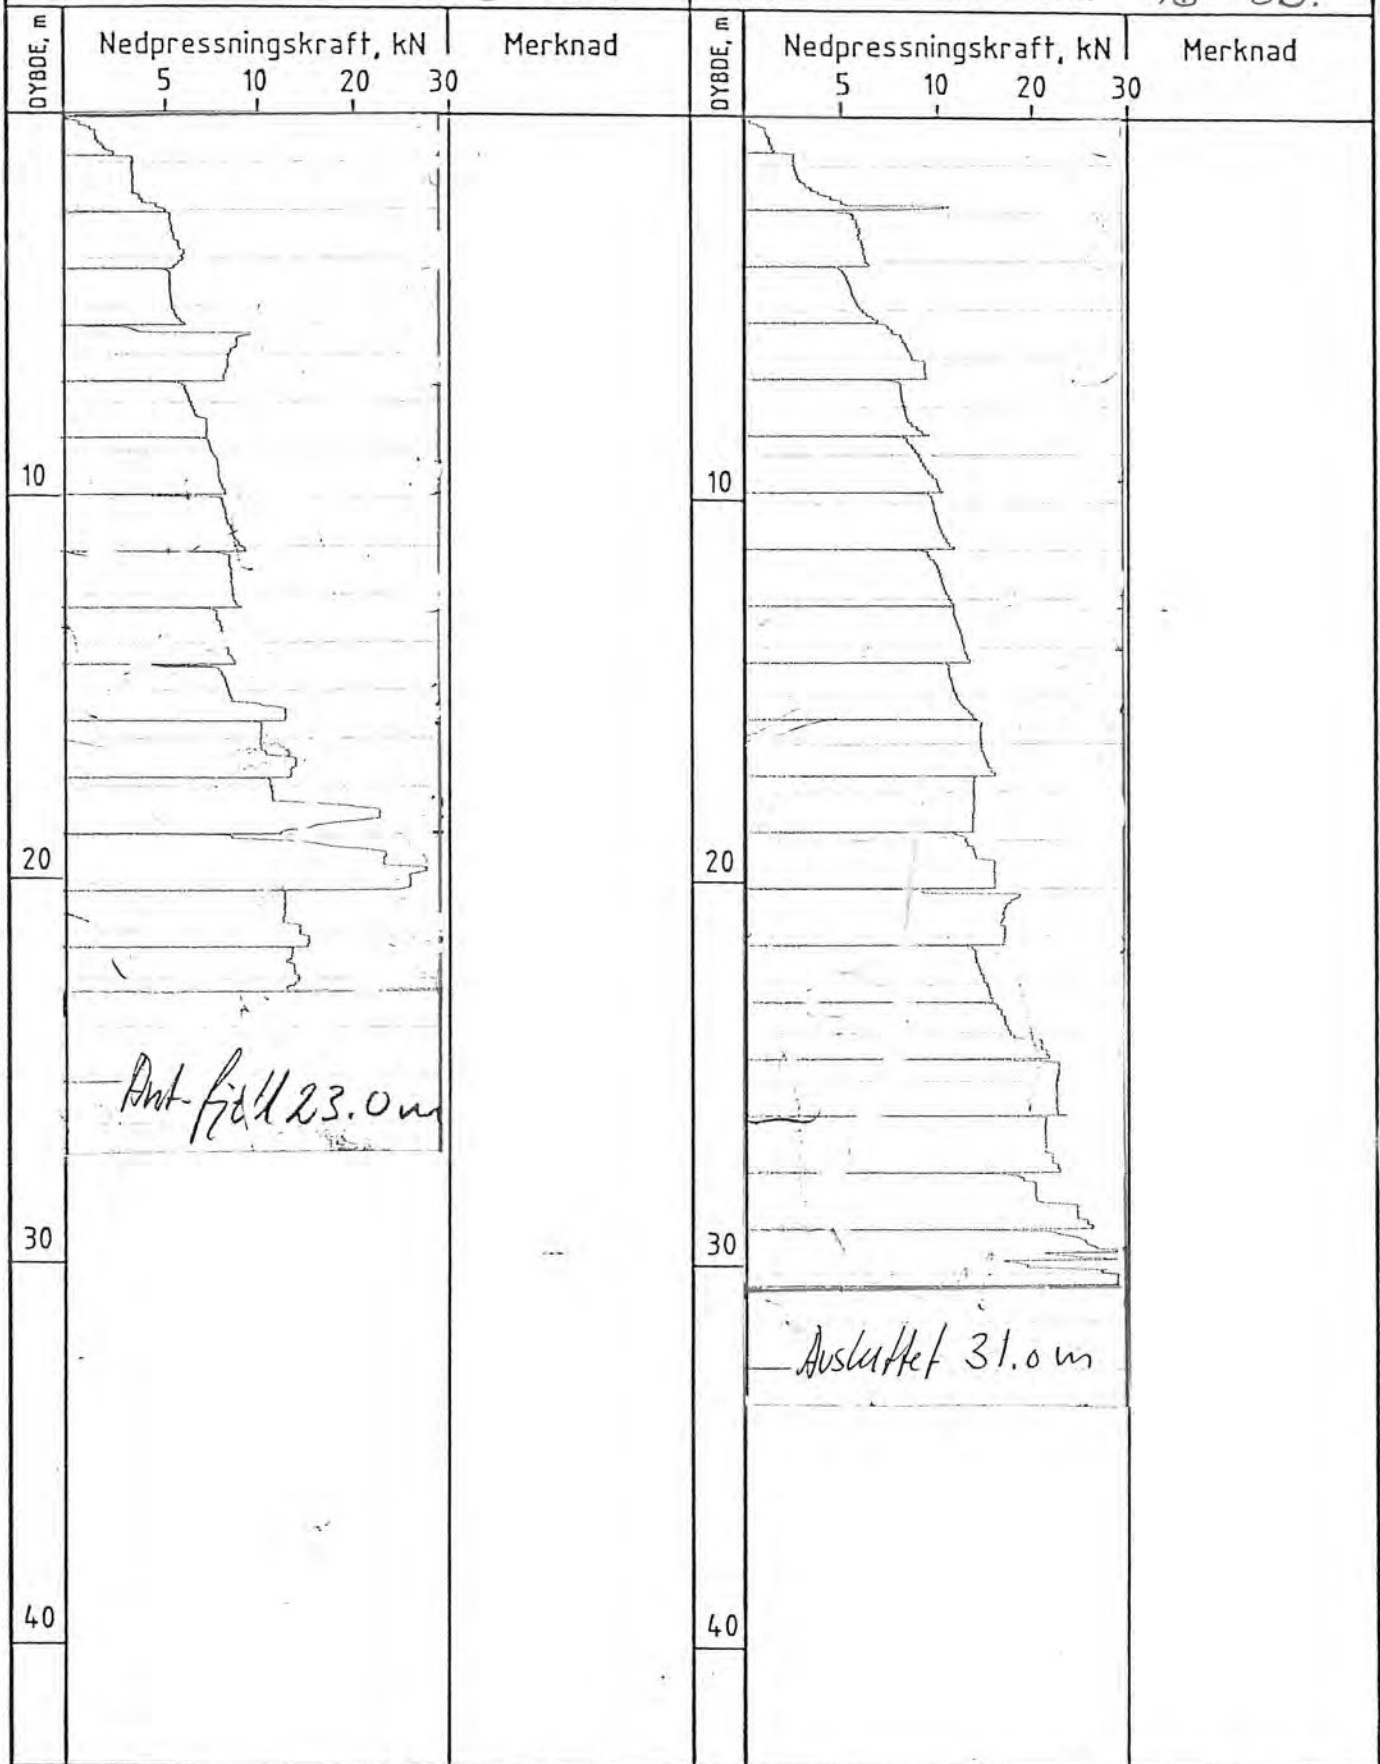 DYBDE, m
Nedpressningskraft, kN
Merknad
5 10 20 30
10
20
Ant. fjell 23.0 m
30
40
DYBDE, m
Nedpressningskraft, kN
Merknad
5 10 20 30
10
20
30
Avsluttet 31.0 m
40